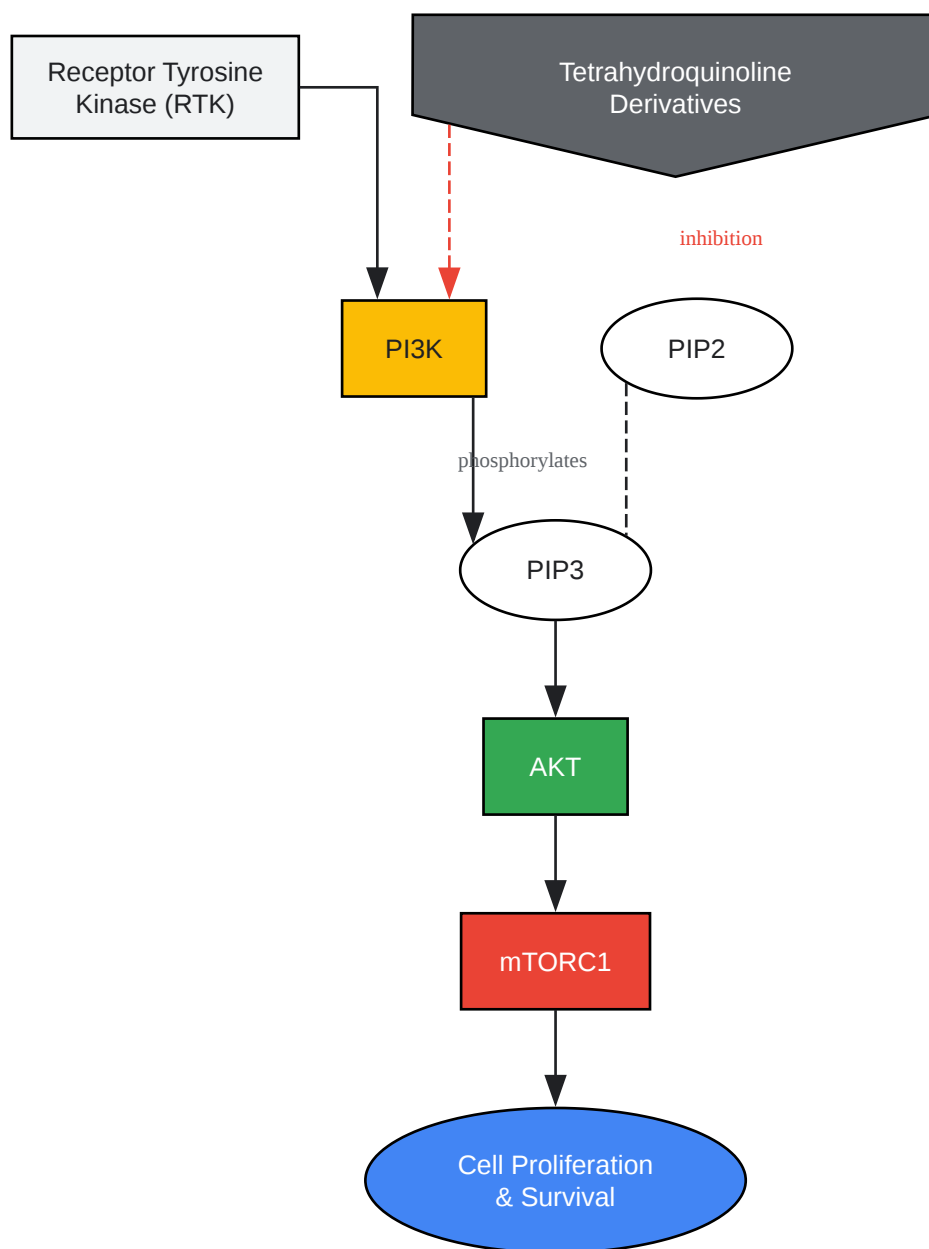 Receptor Tyrosine
Kinase (RTK)
Tetrahydroquinoline
Derivatives
inhibition
PI3K
PIP2
phosphorylates
PIP3
AKT
mTORC1
Cell Proliferation
& Survival